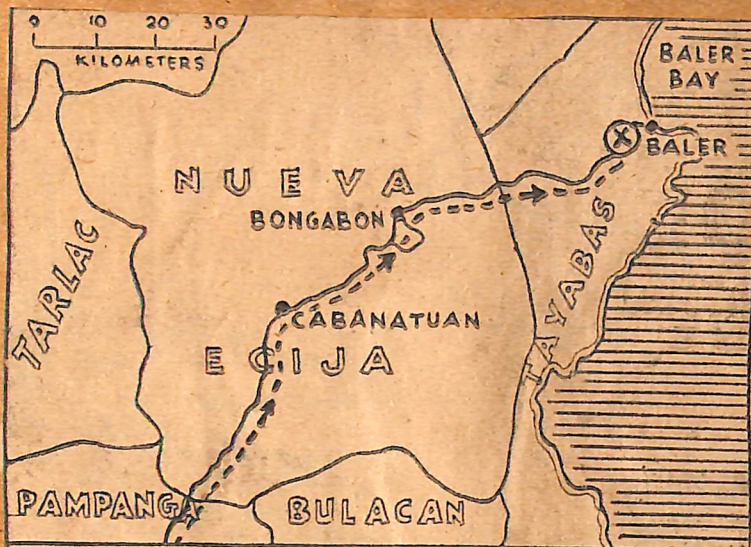 0 10 20 30
KILOMETERS
BALER
BAY
X
BALER
NUEVA
BONGABON
TARLAC
TAYABAS
CABANATUAN
ECIJA
PAMPANGA
BULACAN